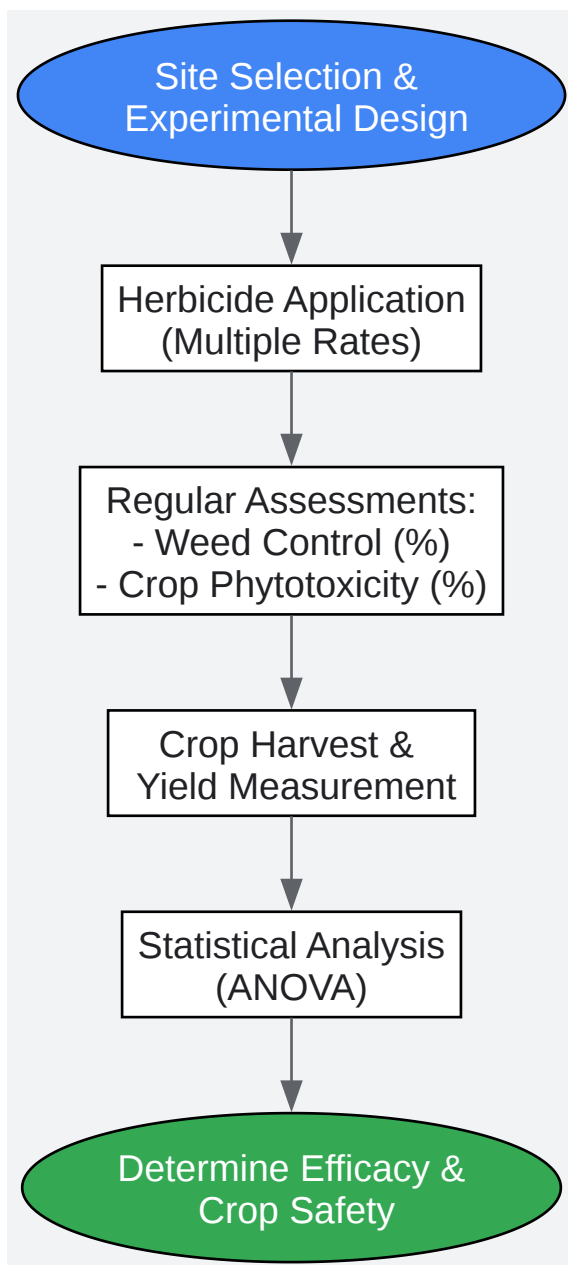 Site Selection &
Experimental Design
Herbicide Application
(Multiple Rates)
Regular Assessments:
- Weed Control (%)
- Crop Phytotoxicity (%)
Crop Harvest &
Yield Measurement
Statistical Analysis
(ANOVA)
Determine Efficacy &
Crop Safety